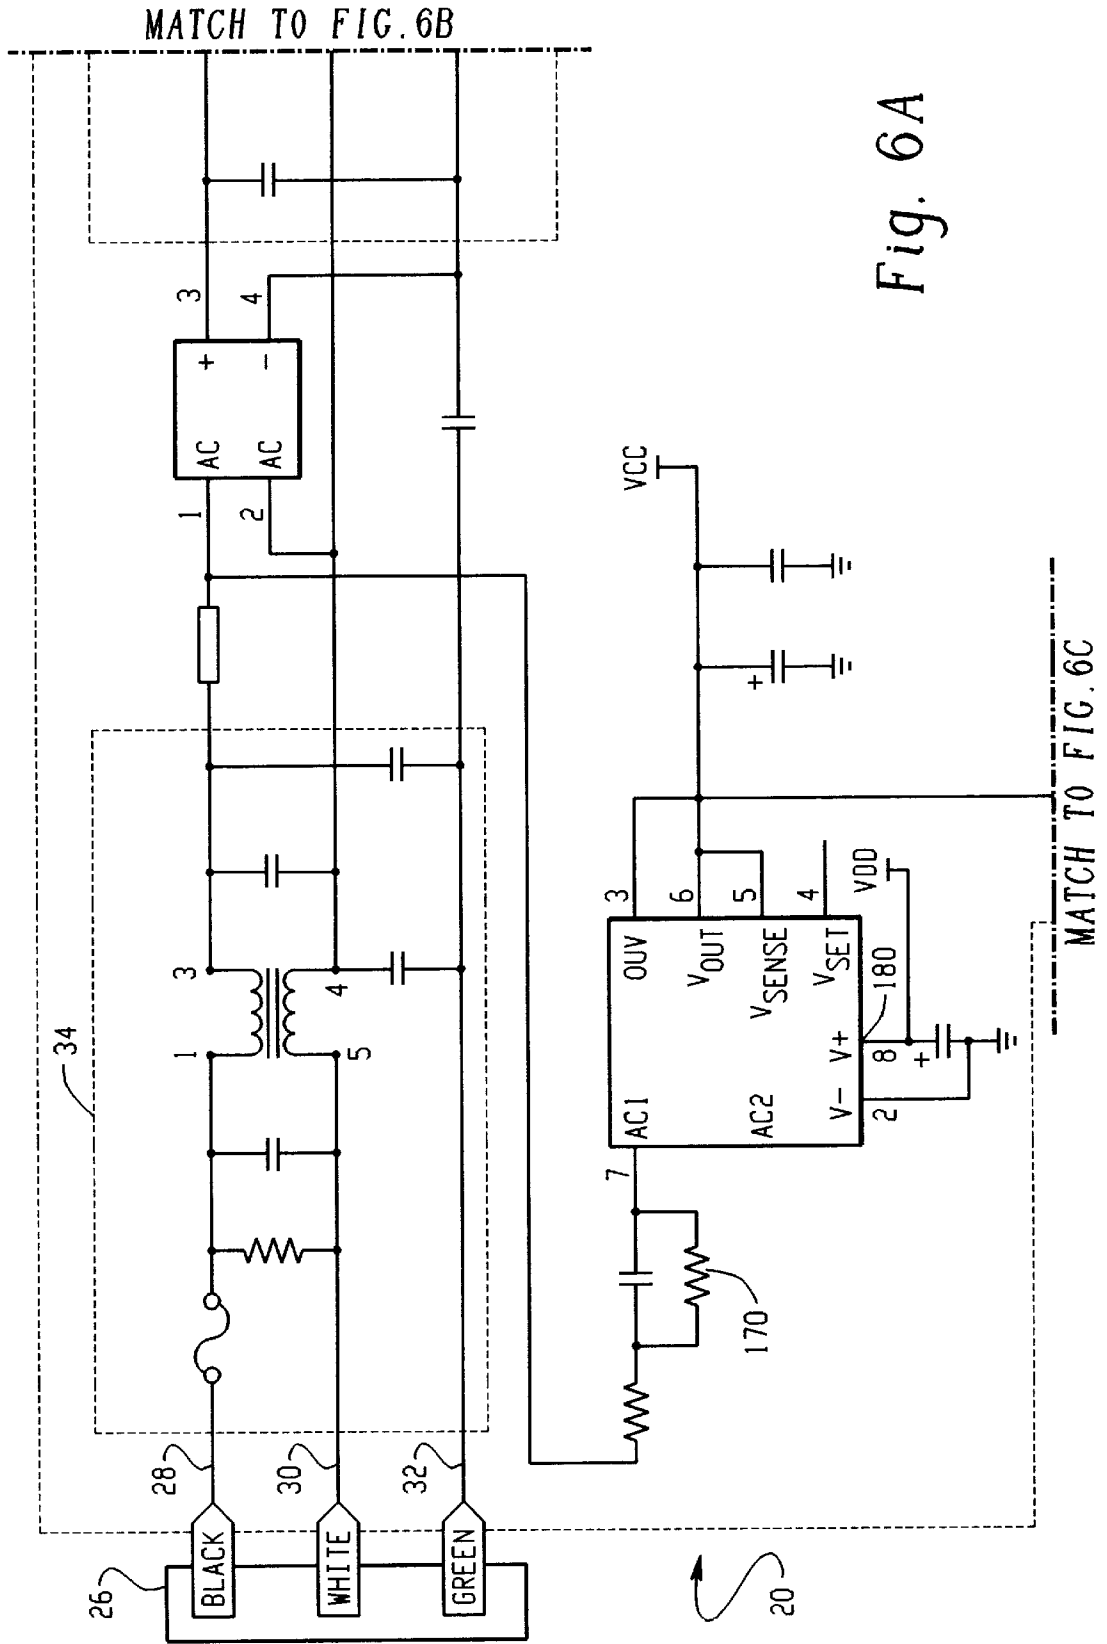 MATCH TO FIG. 6B
34
26
28
BLACK
1
3
1
AC
+
3
2
AC
-
4
30
WHITE
5
4
32
GREEN
VCC
7
AC1
OUV
3
AC2
VOUT
6
VSENSE
5
V- V+
VSET
4
2
8
180
VDD
+
+
170
20
MATCH TO FIG. 6C
Fig. 6A